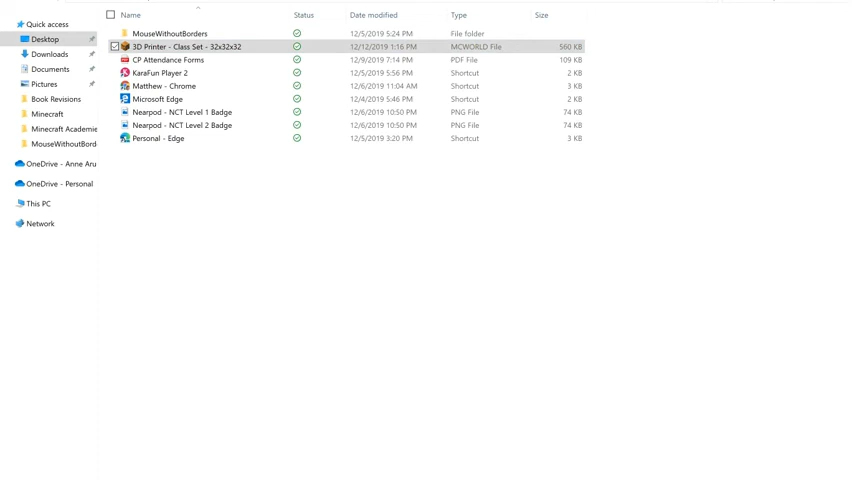 Name Status Date modified Type Size
Quick access
Desktop
Downloads
Documents
Pictures
Book Revisions
Minecraft
Minecraft Academie
MouseWithoutBord
OneDrive - Anne Aru
OneDrive - Personal
This PC
Network
MouseWithoutBorders 12/5/2019 5:24 PM File folder
3D Printer - Class Set - 32x32x32 12/12/2019 1:16 PM MCWORLD File 560 KB
CP Attendance Forms 12/9/2019 7:14 PM PDF File 109 KB
KaraFun Player 2 12/5/2019 5:56 PM Shortcut 2 KB
Matthew - Chrome 12/6/2019 11:04 AM Shortcut 3 KB
Microsoft Edge 12/4/2019 5:46 PM Shortcut 2 KB
Nearpod - NCT Level 1 Badge 12/6/2019 10:50 PM PNG File 74 KB
Nearpod - NCT Level 2 Badge 12/6/2019 10:50 PM PNG File 74 KB
Personal - Edge 12/5/2019 3:20 PM Shortcut 3 KB